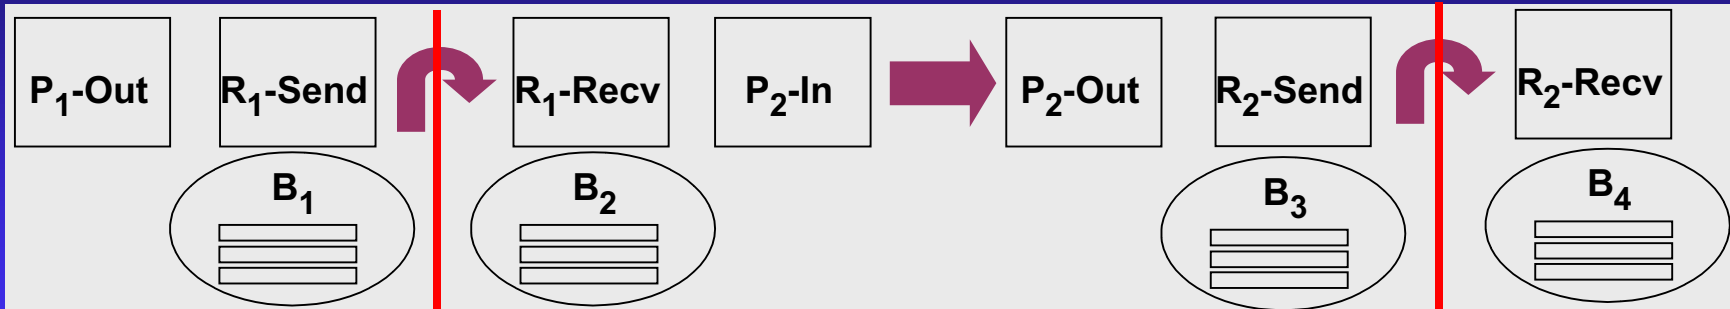 P1-Out R1-Send R1-Recv P2-In P2-Out R2-Send R2-Recv
B1 B2 B3 B4